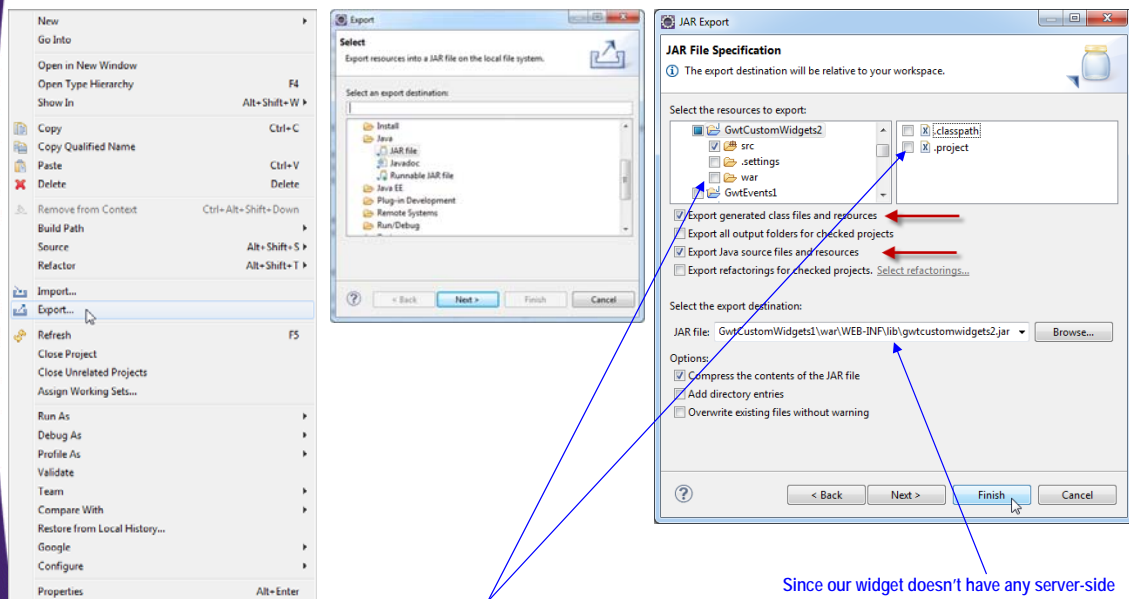 New
Go Into
Open in New Window
Open Type Hierarchy F4
Show In Alt+Shift+W
Copy Ctrl+C
Copy Qualified Name
Paste Ctrl+V
Delete Delete
Remove from Context Ctrl+Alt+Shift+Down
Build Path
Source Alt+Shift+S
Refactor Alt+Shift+T
Import...
Export...
Refresh F5
Close Project
Close Unrelated Projects
Assign Working Sets...
Run As
Debug As
Profile As
Validate
Team
Compare With
Restore from Local History...
Google
Configure
Properties Alt+Enter
Export
Select
Export resources into a JAR file on the local file system.
Select an export destination:
Install
Java
JAR file
Javadoc
Runnable JAR file
Java EE
Plug-in Development
Remote Systems
Run/Debug
< Back Next > Finish Cancel
JAR Export
JAR File Specification
The export destination will be relative to your workspace.
Select the resources to export:
GwtCustomWidgets2
src
.settings
war
GwtEvents1
.classpath
.project
Export generated class files and resources
Export all output folders for checked projects
Export Java source files and resources
Export refactorings for checked projects. Select refactorings...
Select the export destination:
JAR file: GwtCustomWidgets1\war\WEB-INF\lib\gwtcustomwidgets2.jar Browse...
Options:
Compress the contents of the JAR file
Add directory entries
Overwrite existing files without warning
< Back Next > Finish Cancel
Since our widget doesn't have any server-side